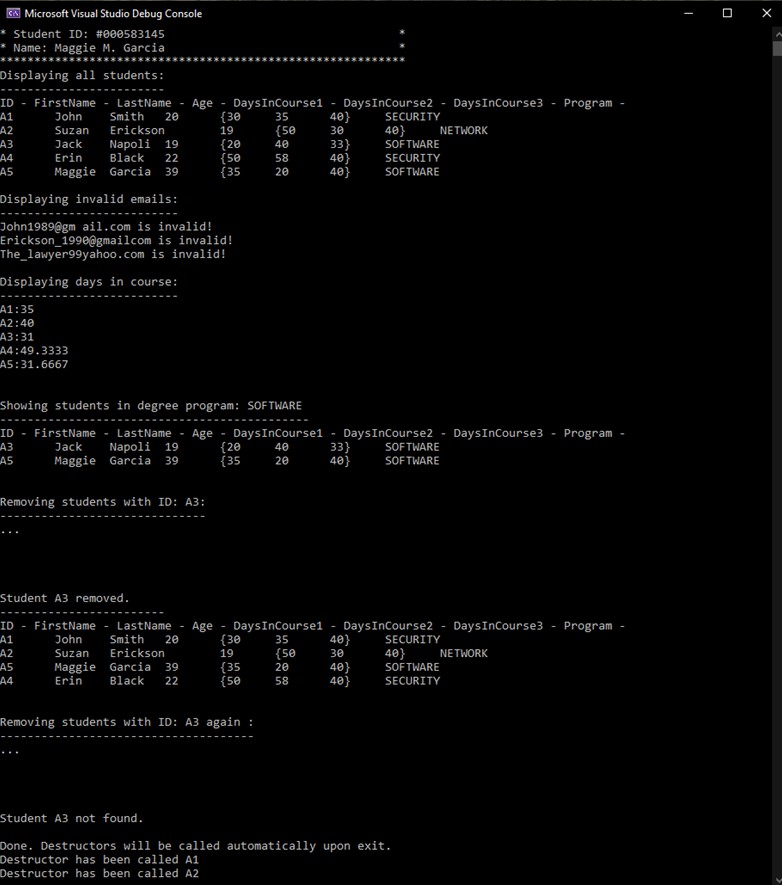 Microsoft Visual Studio Debug Console
* Student ID: #000583145 *
* Name: Maggie M. Garcia *
***********************************************************
Displaying all students:
------------------------
ID - FirstName - LastName - Age - DaysInCourse1 - DaysInCourse2 - DaysInCourse3 - Program -
A1 John Smith 20 {30 35 40} SECURITY
A2 Suzan Erickson 19 {50 30 40} NETWORK
A3 Jack Napoli 19 {20 40 33} SOFTWARE
A4 Erin Black 22 {50 58 40} SECURITY
A5 Maggie Garcia 39 {35 20 40} SOFTWARE
Displaying invalid emails:
--------------------------
John1989@gm ail.com is invalid!
Erickson_1990@gmailcom is invalid!
The_lawyer99yahoo.com is invalid!
Displaying days in course:
--------------------------
A1:35
A2:40
A3:31
A4:49.3333
A5:31.6667
Showing students in degree program: SOFTWARE
---------------------------------------------
ID - FirstName - LastName - Age - DaysInCourse1 - DaysInCourse2 - DaysInCourse3 - Program -
A3 Jack Napoli 19 {20 40 33} SOFTWARE
A5 Maggie Garcia 39 {35 20 40} SOFTWARE
Removing students with ID: A3:
------------------------------
...
Student A3 removed.
------------------------
ID - FirstName - LastName - Age - DaysInCourse1 - DaysInCourse2 - DaysInCourse3 - Program -
A1 John Smith 20 {30 35 40} SECURITY
A2 Suzan Erickson 19 {50 30 40} NETWORK
A5 Maggie Garcia 39 {35 20 40} SOFTWARE
A4 Erin Black 22 {50 58 40} SECURITY
Removing students with ID: A3 again :
-------------------------------------
...
Student A3 not found.
Done. Destructors will be called automatically upon exit.
Destructor has been called A1
Destructor has been called A2